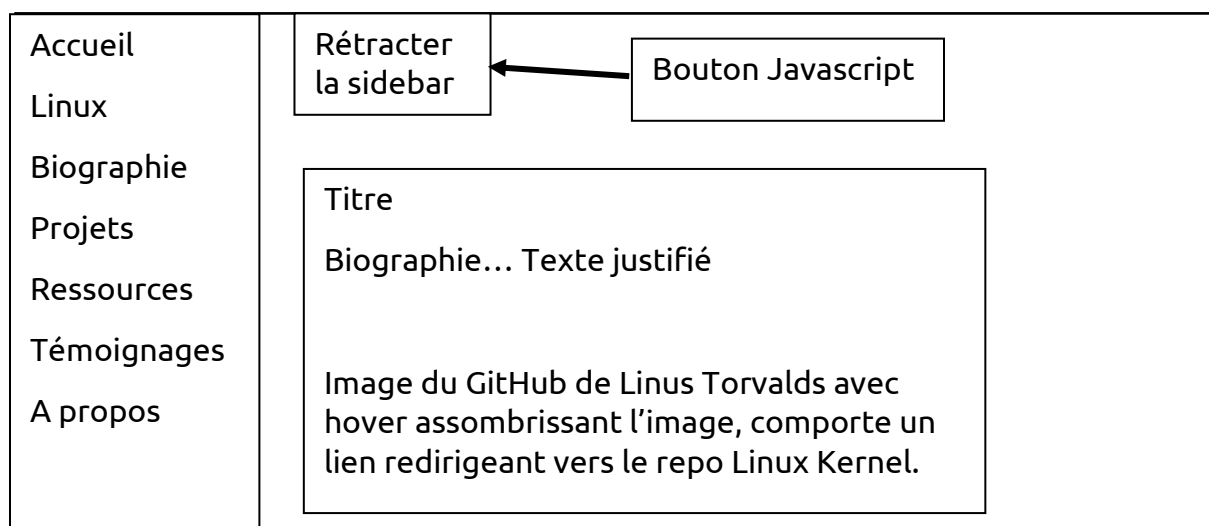 Accueil
Linux
Biographie
Projets
Ressources
Témoignages
A propos
Rétracter
la sidebar
Bouton Javascript
Titre
Biographie… Texte justifié
Image du GitHub de Linus Torvalds avec
hover assombrissant l’image, comporte un
lien redirigeant vers le repo Linux Kernel.